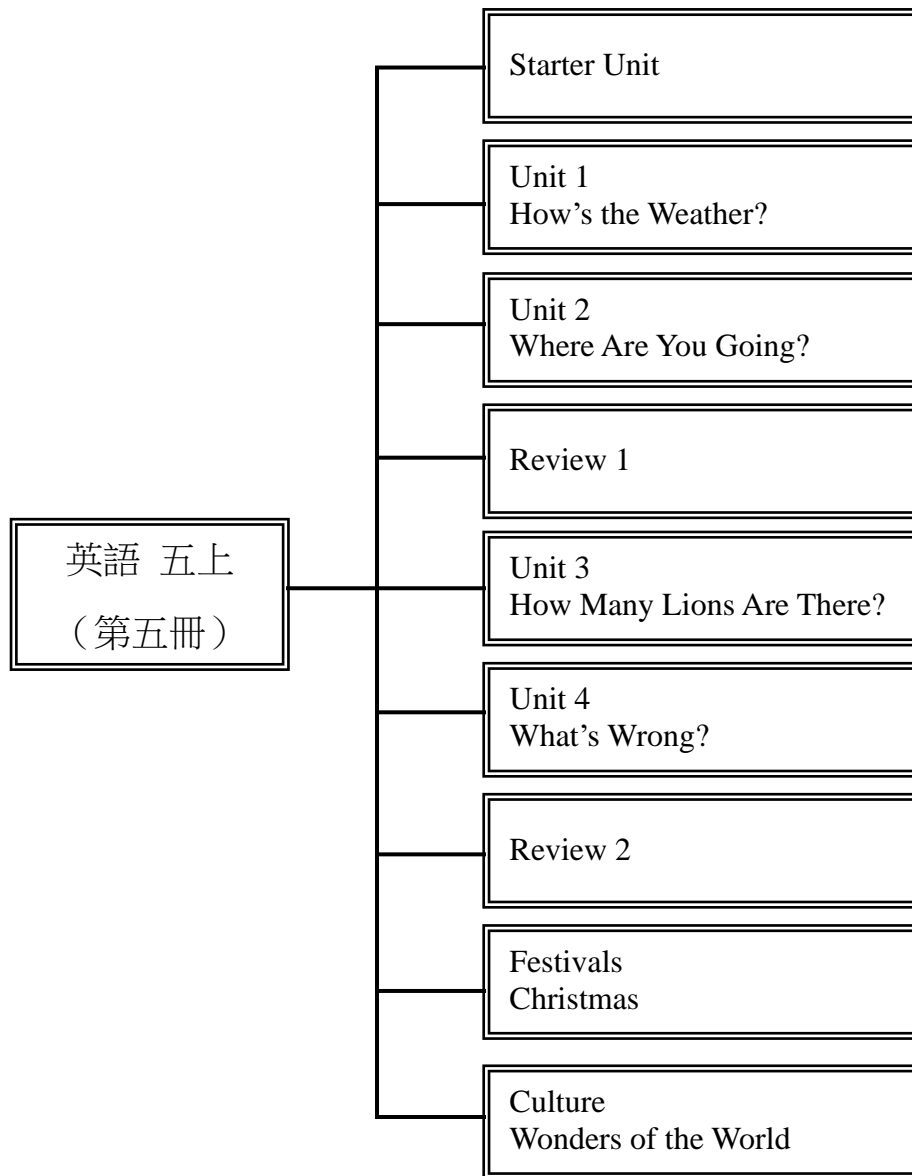 Starter Unit
Unit 1
How’s the Weather?
Unit 2
Where Are You Going?
Review 1
英語 五上
（第五冊）
Unit 3
How Many Lions Are There?
Unit 4
What’s Wrong?
Review 2
Festivals
Christmas
Culture
Wonders of the World